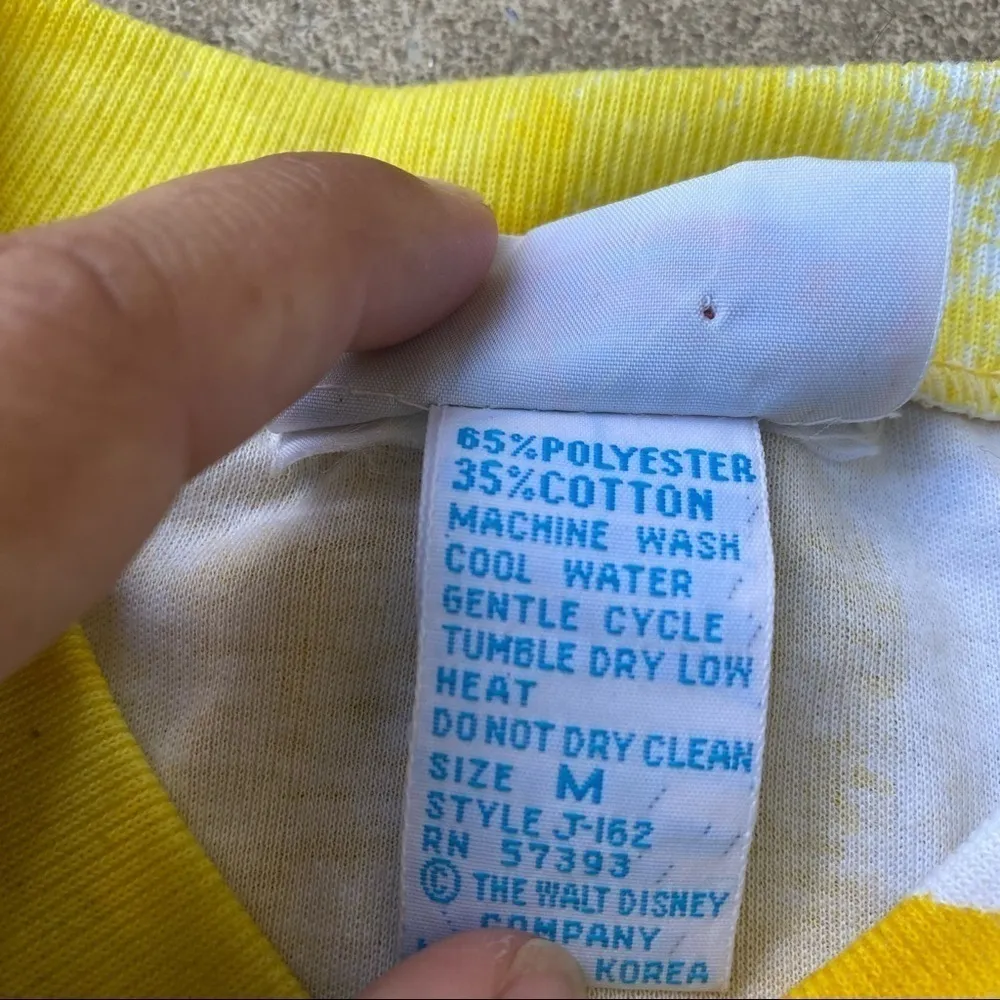 65%POLYESTER
35%COTTON
MACHINE WASH
COOL WATER
GENTLE CYCLE
TUMBLE DRY LOW
HEAT
DO NOT DRY CLEAN
SIZE M
STYLE J-162
RN 57393
© THE WALT DISNEY
COMPANY
KOREA